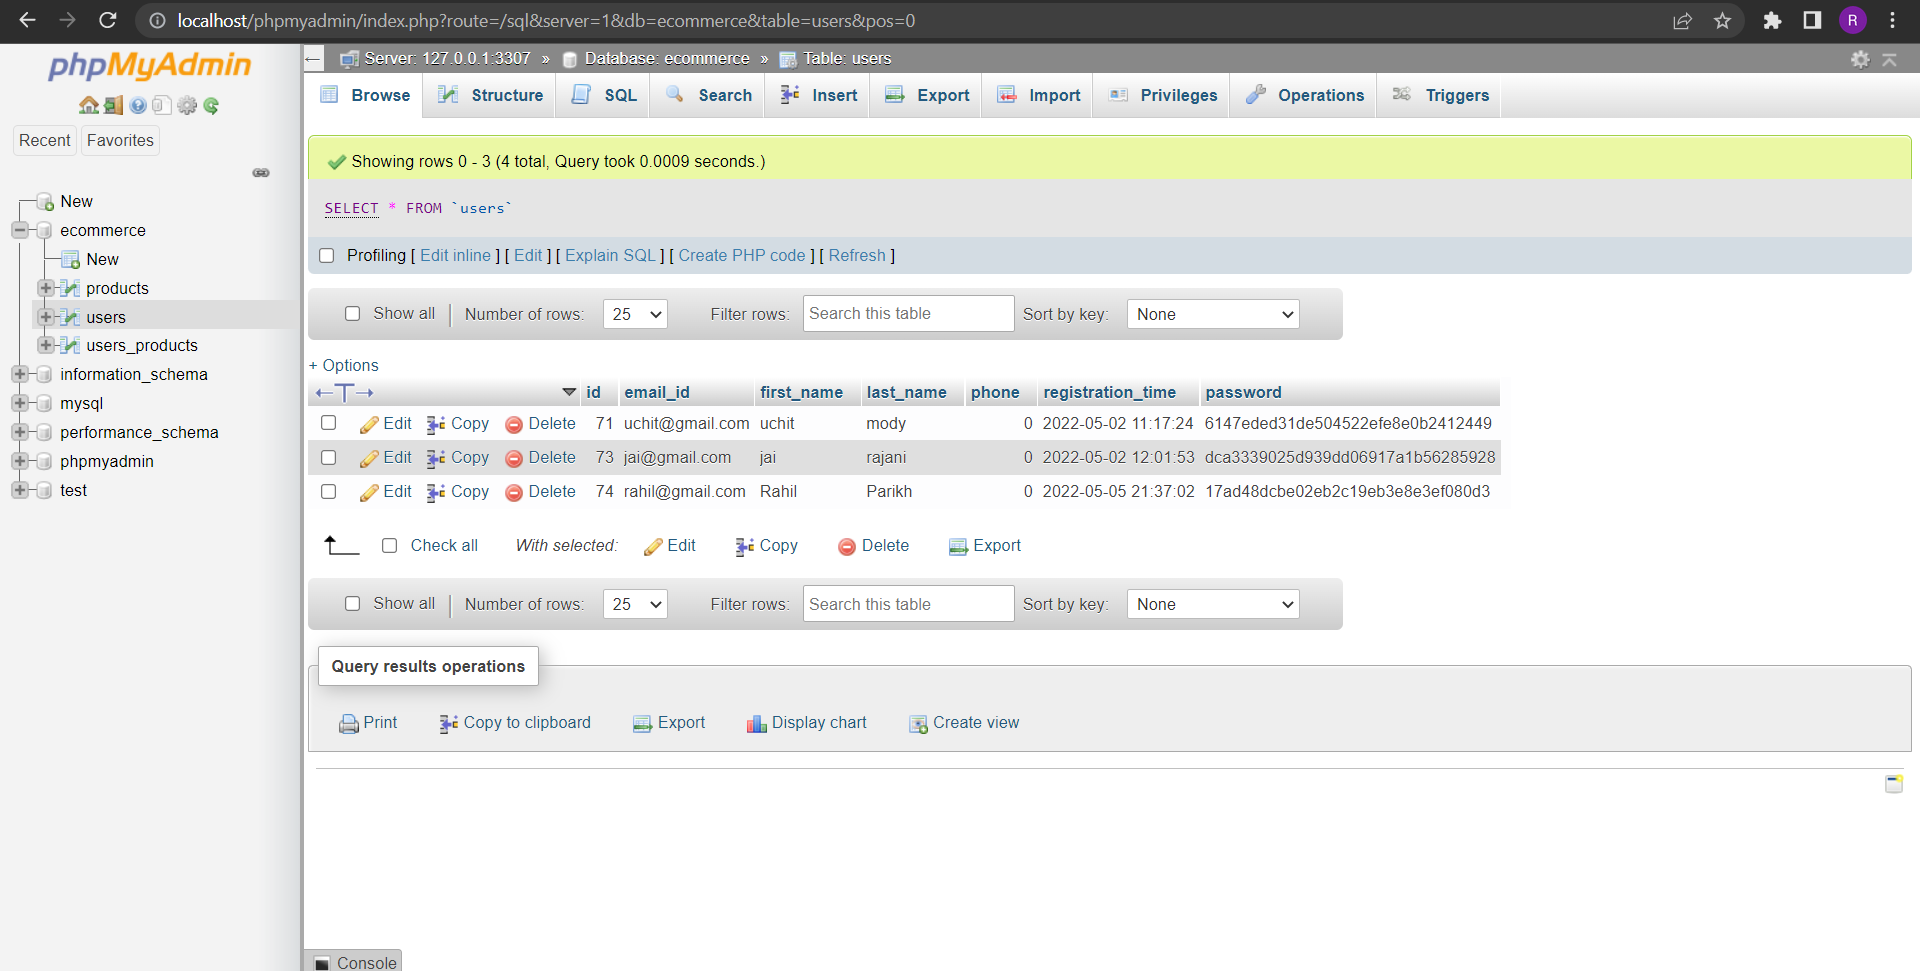 localhost/phpmyadmin/index.php?route=/sql&server=1&db=ecommerce&table=users&pos=0
R
phpMyAdmin
Recent Favorites
New
ecommerce
New
products
users
users_products
information_schema
mysql
performance_schema
phpmyadmin
test
Server: 127.0.0.1:3307 » Database: ecommerce » Table: users
Browse Structure SQL Search Insert Export Import Privileges Operations Triggers
Showing rows 0 - 3 (4 total, Query took 0.0009 seconds.)
SELECT * FROM `users`
Profiling [ Edit inline ] [ Edit ] [ Explain SQL ] [ Create PHP code ] [ Refresh ]
Show all Number of rows: 25 Filter rows: Search this table Sort by key: None
+ Options
←T→ id email_id first_name last_name phone registration_time password
Edit Copy Delete 71 uchit@gmail.com uchit mody 0 2022-05-02 11:17:24 6147eded31de504522efe8e0b2412449
Edit Copy Delete 73 jai@gmail.com jai rajani 0 2022-05-02 12:01:53 dca3339025d939dd06917a1b56285928
Edit Copy Delete 74 rahil@gmail.com Rahil Parikh 0 2022-05-05 21:37:02 17ad48dcbe02eb2c19eb3e8e3ef080d3
Check all With selected: Edit Copy Delete Export
Show all Number of rows: 25 Filter rows: Search this table Sort by key: None
Query results operations
Print Copy to clipboard Export Display chart Create view
Console